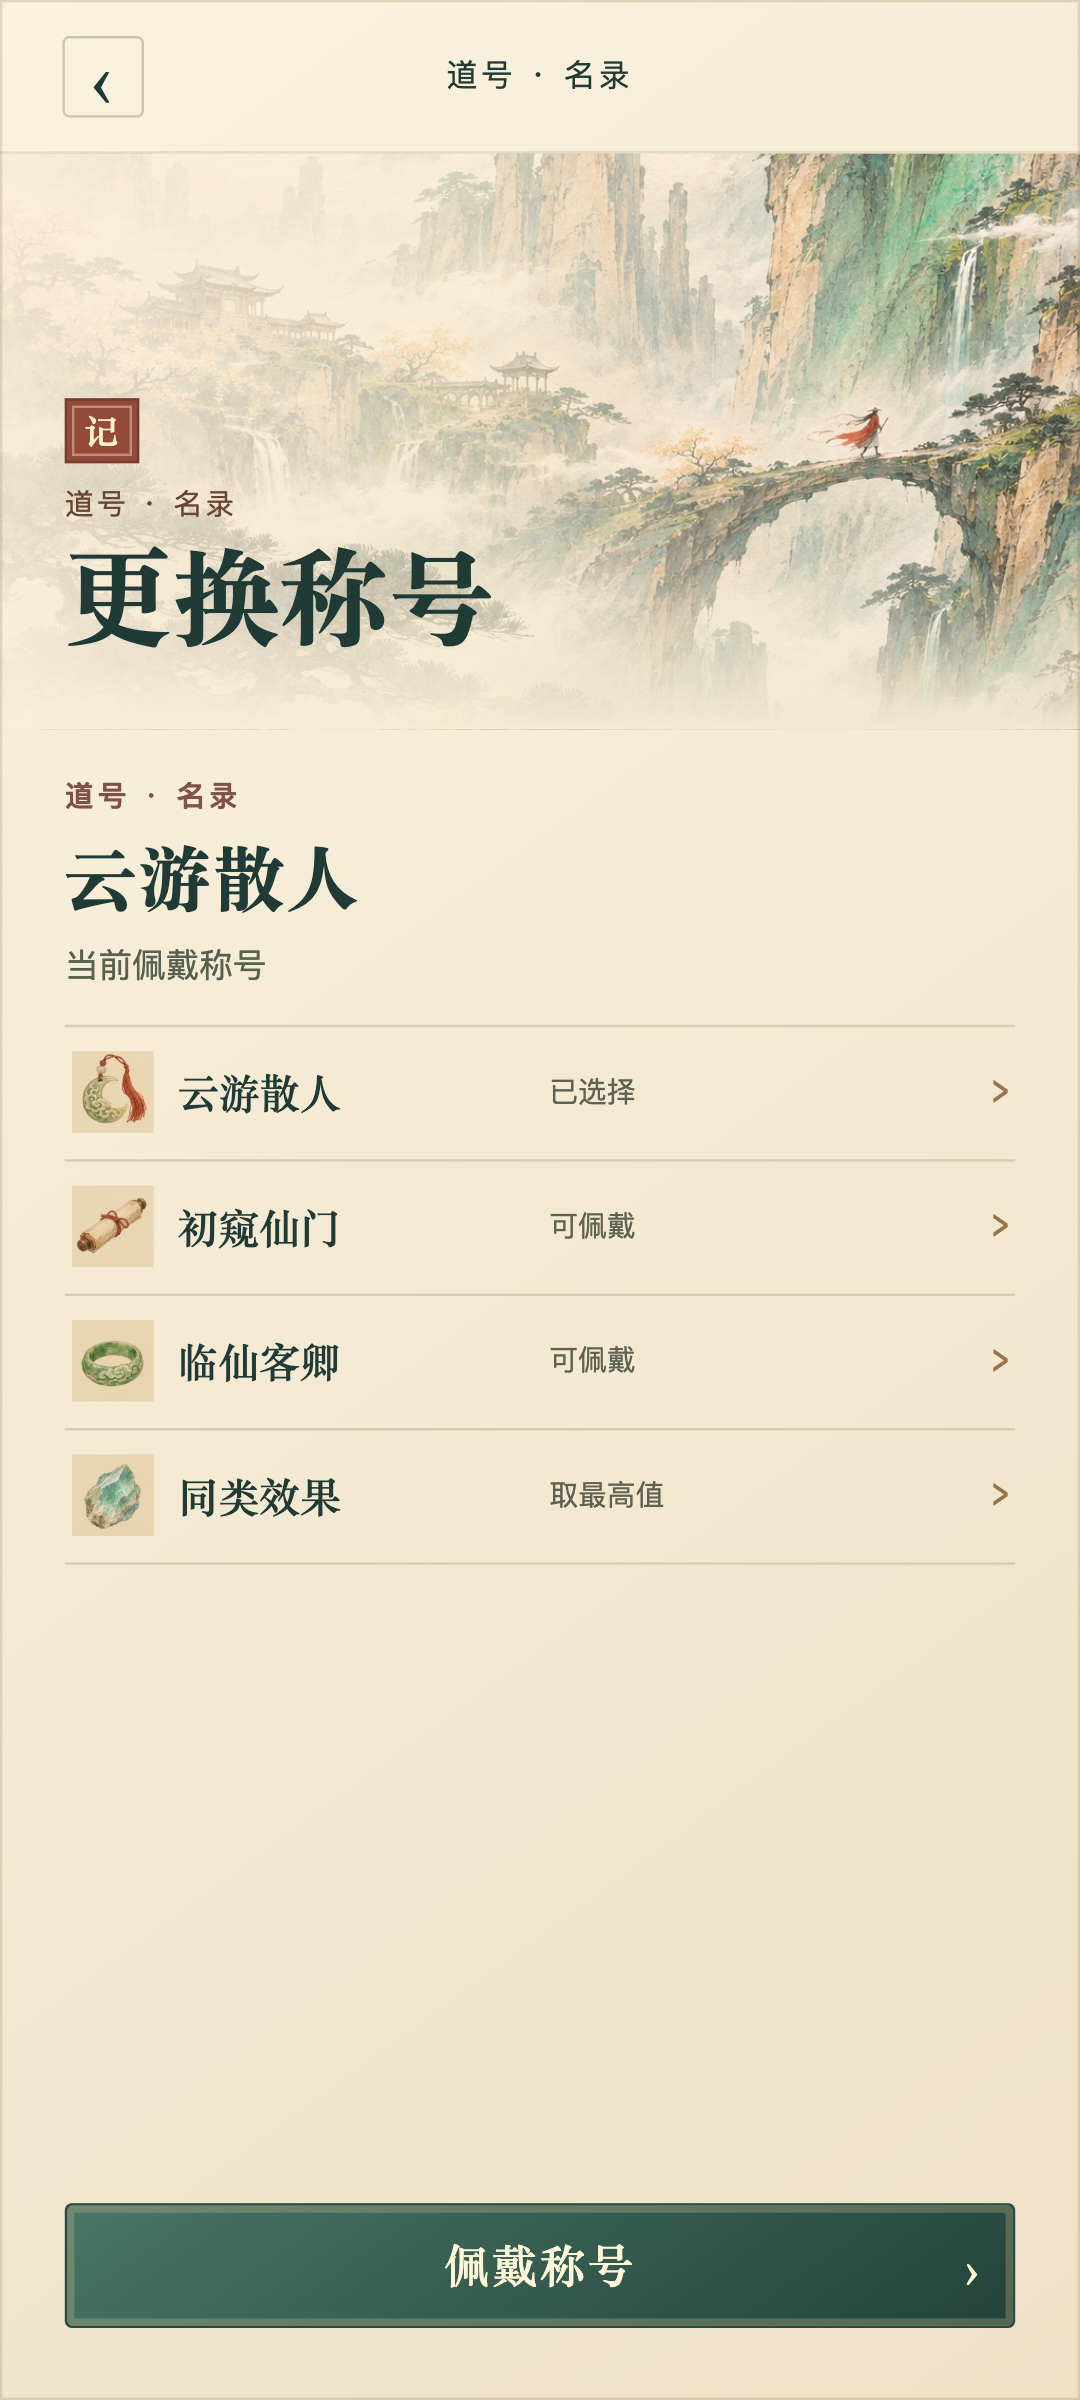 ‹
道号 · 名录
记
道号 · 名录
更换称号
道号 · 名录
云游散人
当前佩戴称号
云游散人 已选择 >
初窥仙门 可佩戴 >
临仙客卿 可佩戴 >
同类效果 取最高值 >
佩戴称号 ›